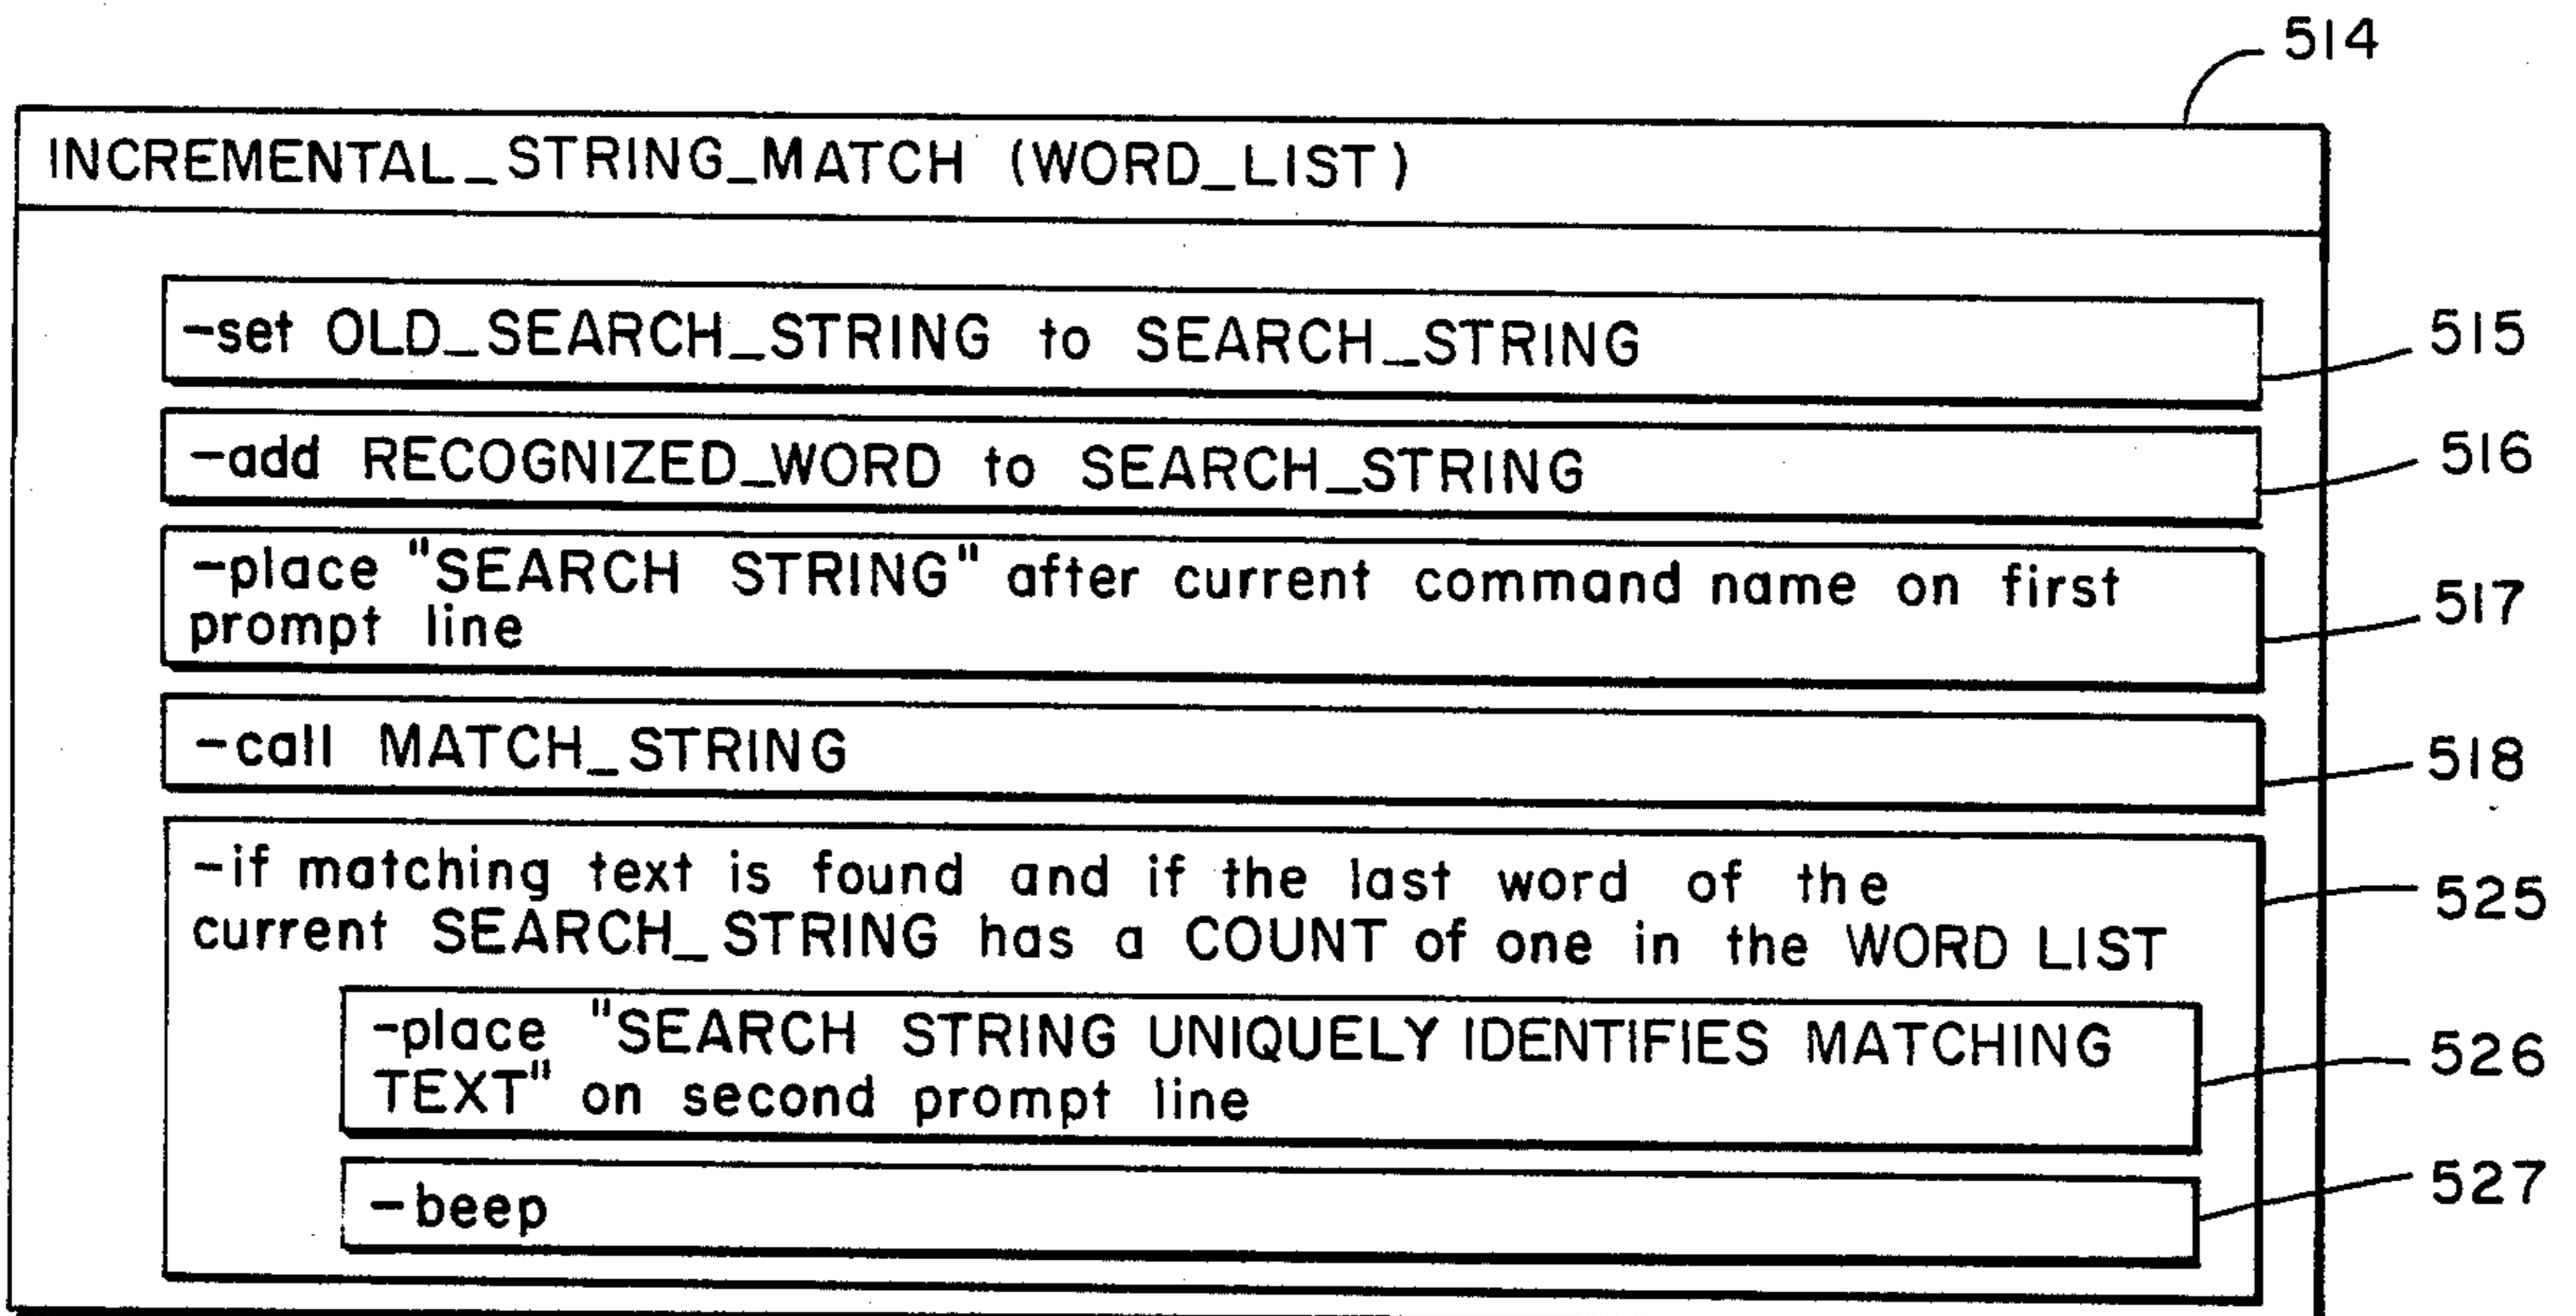 514
INCREMENTAL_STRING_MATCH (WORD_LIST)
-set OLD_SEARCH_STRING to SEARCH_STRING
515
-add RECOGNIZED_WORD to SEARCH_STRING
516
-place "SEARCH STRING" after current command name on first
prompt line
517
-call MATCH_STRING
518
-if matching text is found and if the last word of the
current SEARCH_STRING has a COUNT of one in the WORD LIST
525
-place "SEARCH STRING UNIQUELY IDENTIFIES MATCHING
TEXT" on second prompt line
526
-beep
527